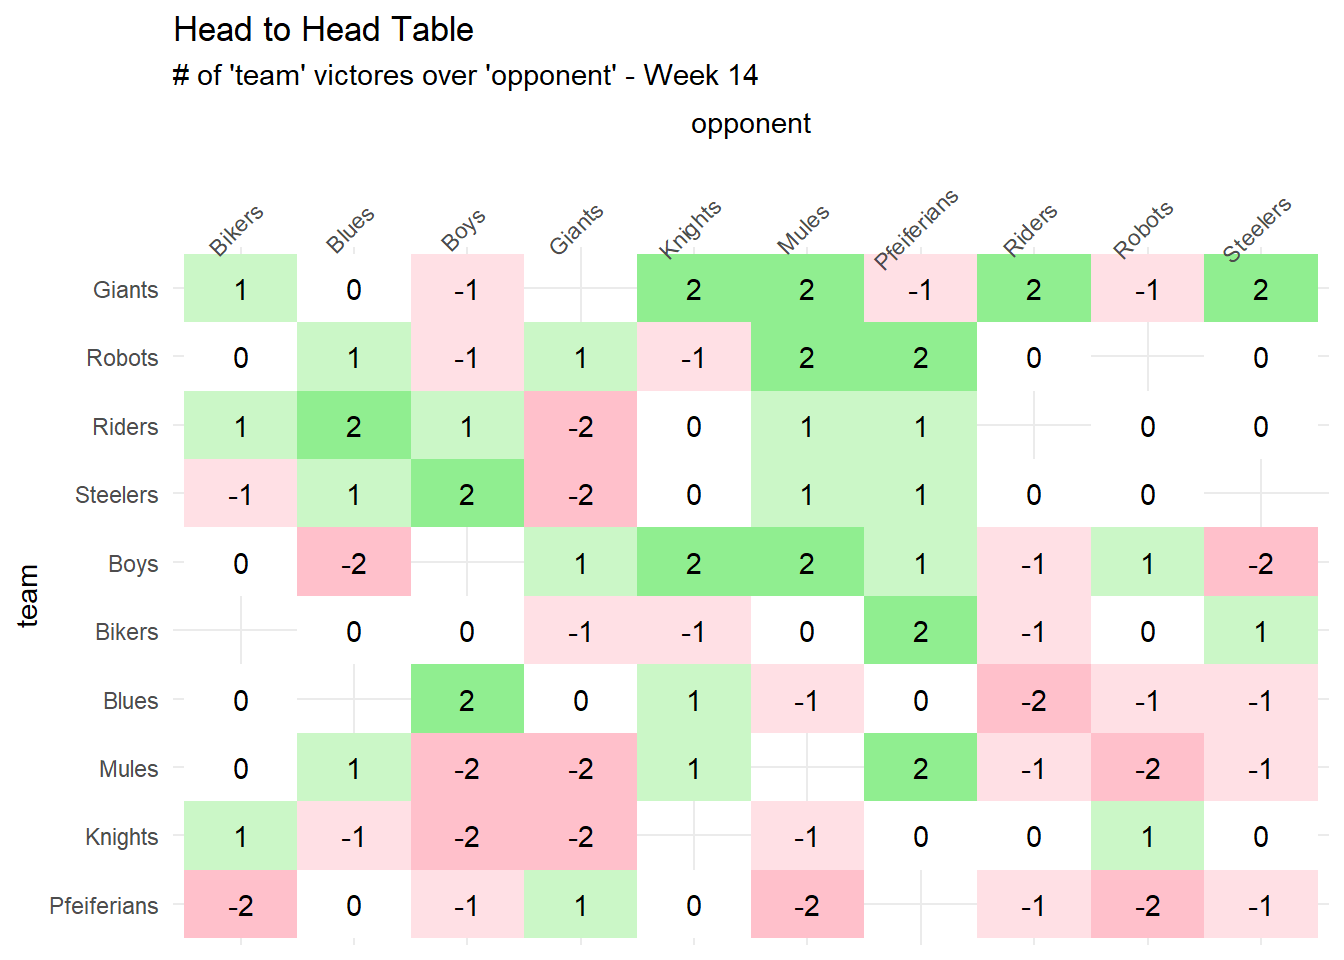 Head to Head Table
# of 'team' victores over 'opponent' - Week 14
opponent
Bikers Blues Boys Giants Knights Mules Pfeiferians Riders Robots Steelers
Giants 1 0 -1 2 2 -1 2 -1 2
Robots 0 1 -1 1 -1 2 2 0 0
Riders 1 2 1 -2 0 1 1 0 0
Steelers -1 1 2 -2 0 1 1 0 0
Boys 0 -2 1 2 2 1 -1 1 -2
team
Bikers 0 0 -1 -1 0 2 -1 0 1
Blues 0 2 0 1 -1 0 -2 -1 -1
Mules 0 1 -2 -2 1 2 -1 -2 -1
Knights 1 -1 -2 -2 -1 0 0 1 0
Pfeiferians -2 0 -1 1 0 -2 -1 -2 -1